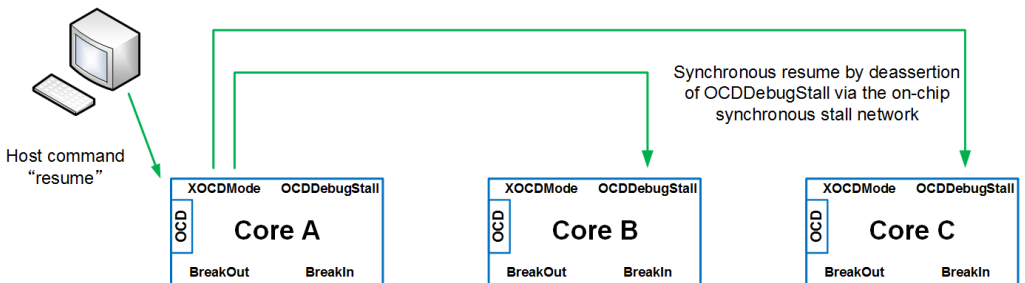 Synchronous resume by deassertion
of OCDDebugStall via the on-chip
synchronous stall network
Host command
“resume”
XOCDMode OCDDebugStall
OCD
Core A
BreakOut BreakIn
XOCDMode OCDDebugStall
OCD
Core B
BreakOut BreakIn
XOCDMode OCDDebugStall
OCD
Core C
BreakOut BreakIn